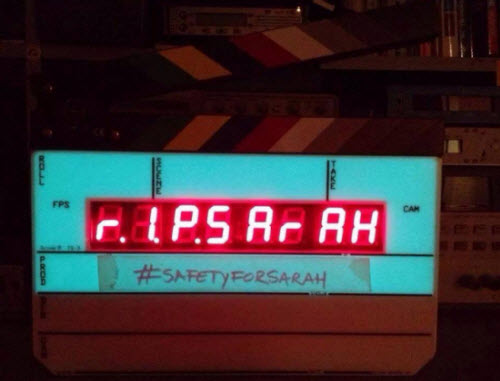 ROLL
SCENE
TAKE
FPS
CAM
r.I.P.SArAH
PROD
#SAFETYFORSARAH